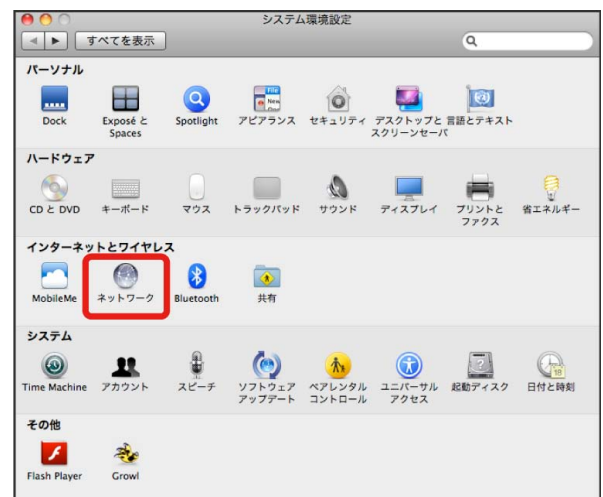 システム環境設定
すべてを表示
パーソナル
Dock
Exposé と
Spaces
Spotlight
アピアランス
セキュリティ
デスクトップと
スクリーンセーバ
言語とテキスト
ハードウェア
CD と DVD
キーボード
マウス
トラックパッド
サウンド
ディスプレイ
プリントと
ファクス
省エネルギー
インターネットとワイヤレス
MobileMe
ネットワーク
Bluetooth
共有
システム
Time Machine
アカウント
スピーチ
ソフトウェア
アップデート
ペアレンタル
コントロール
ユニバーサル
アクセス
起動ディスク
日付と時刻
その他
Flash Player
Growl